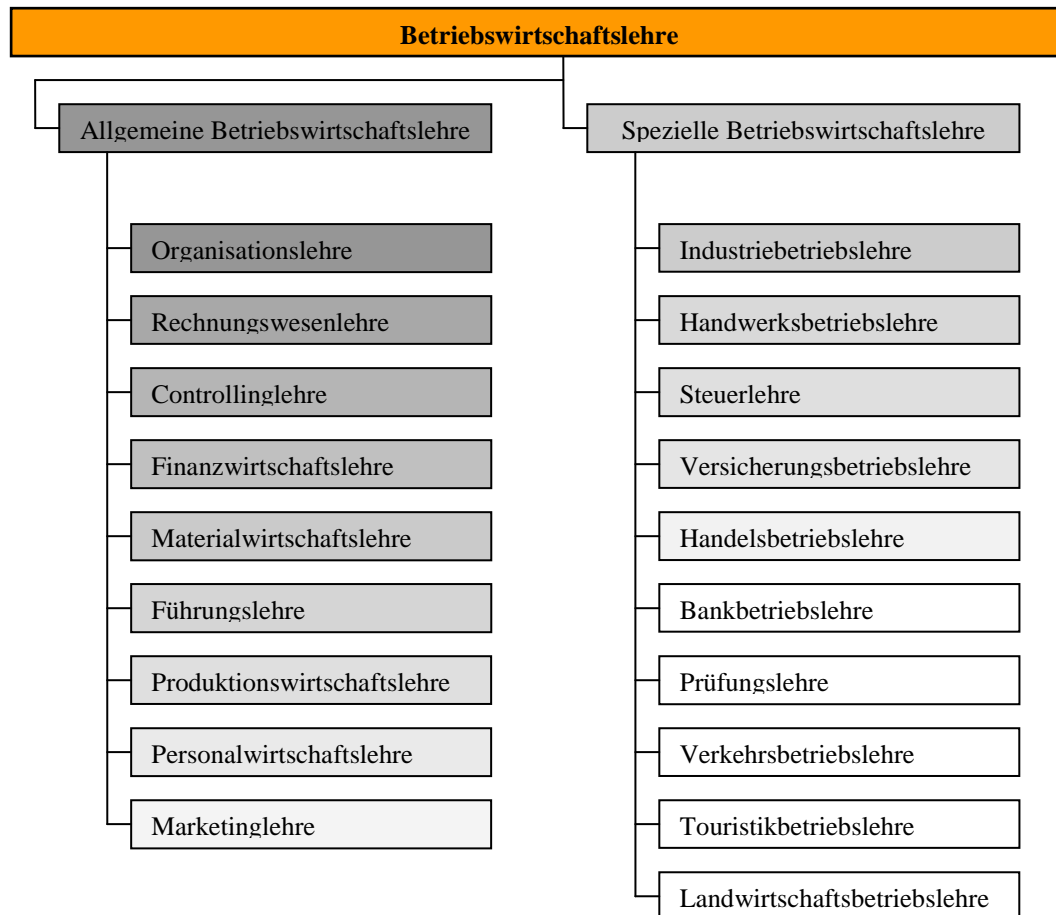 Betriebswirtschaftslehre
Allgemeine Betriebswirtschaftslehre
Organisationslehre
Rechnungswesenlehre
Controllinglehre
Finanzwirtschaftslehre
Materialwirtschaftslehre
Führungslehre
Produktionswirtschaftslehre
Personalwirtschaftslehre
Marketinglehre
Spezielle Betriebswirtschaftslehre
Industriebetriebslehre
Handwerksbetriebslehre
Steuerlehre
Versicherungsbetriebslehre
Handelsbetriebslehre
Bankbetriebslehre
Prüfungslehre
Verkehrsbetriebslehre
Touristikbetriebslehre
Landwirtschaftsbetriebslehre